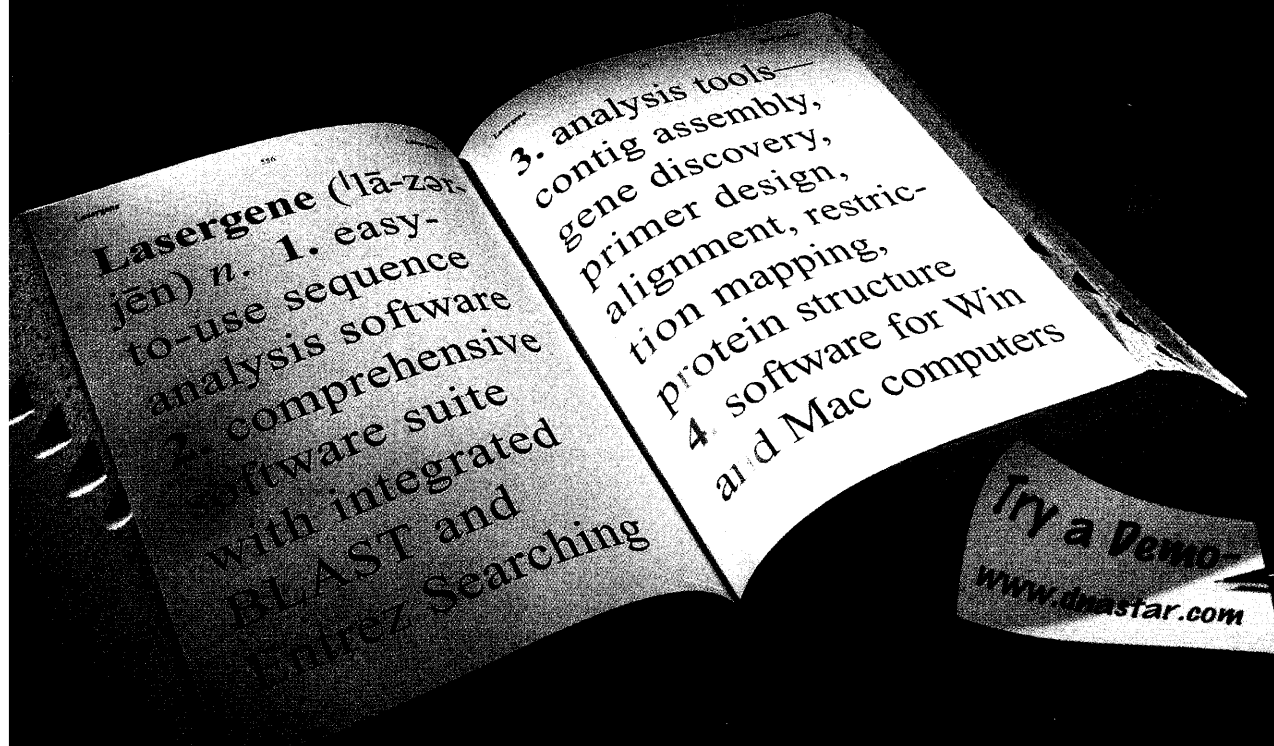 556
Lasergene (ˈlā-zər-
jēn) n. 1. easy-
to-use sequence
analysis software
2. comprehensive
software suite
with integrated
BLAST and
Entrez Searching
3. analysis tools—
contig assembly,
gene discovery,
primer design,
alignment, restric-
tion mapping,
protein structure
4. software for Win
and Mac computers
Try a Demo-
www.dnastar.com